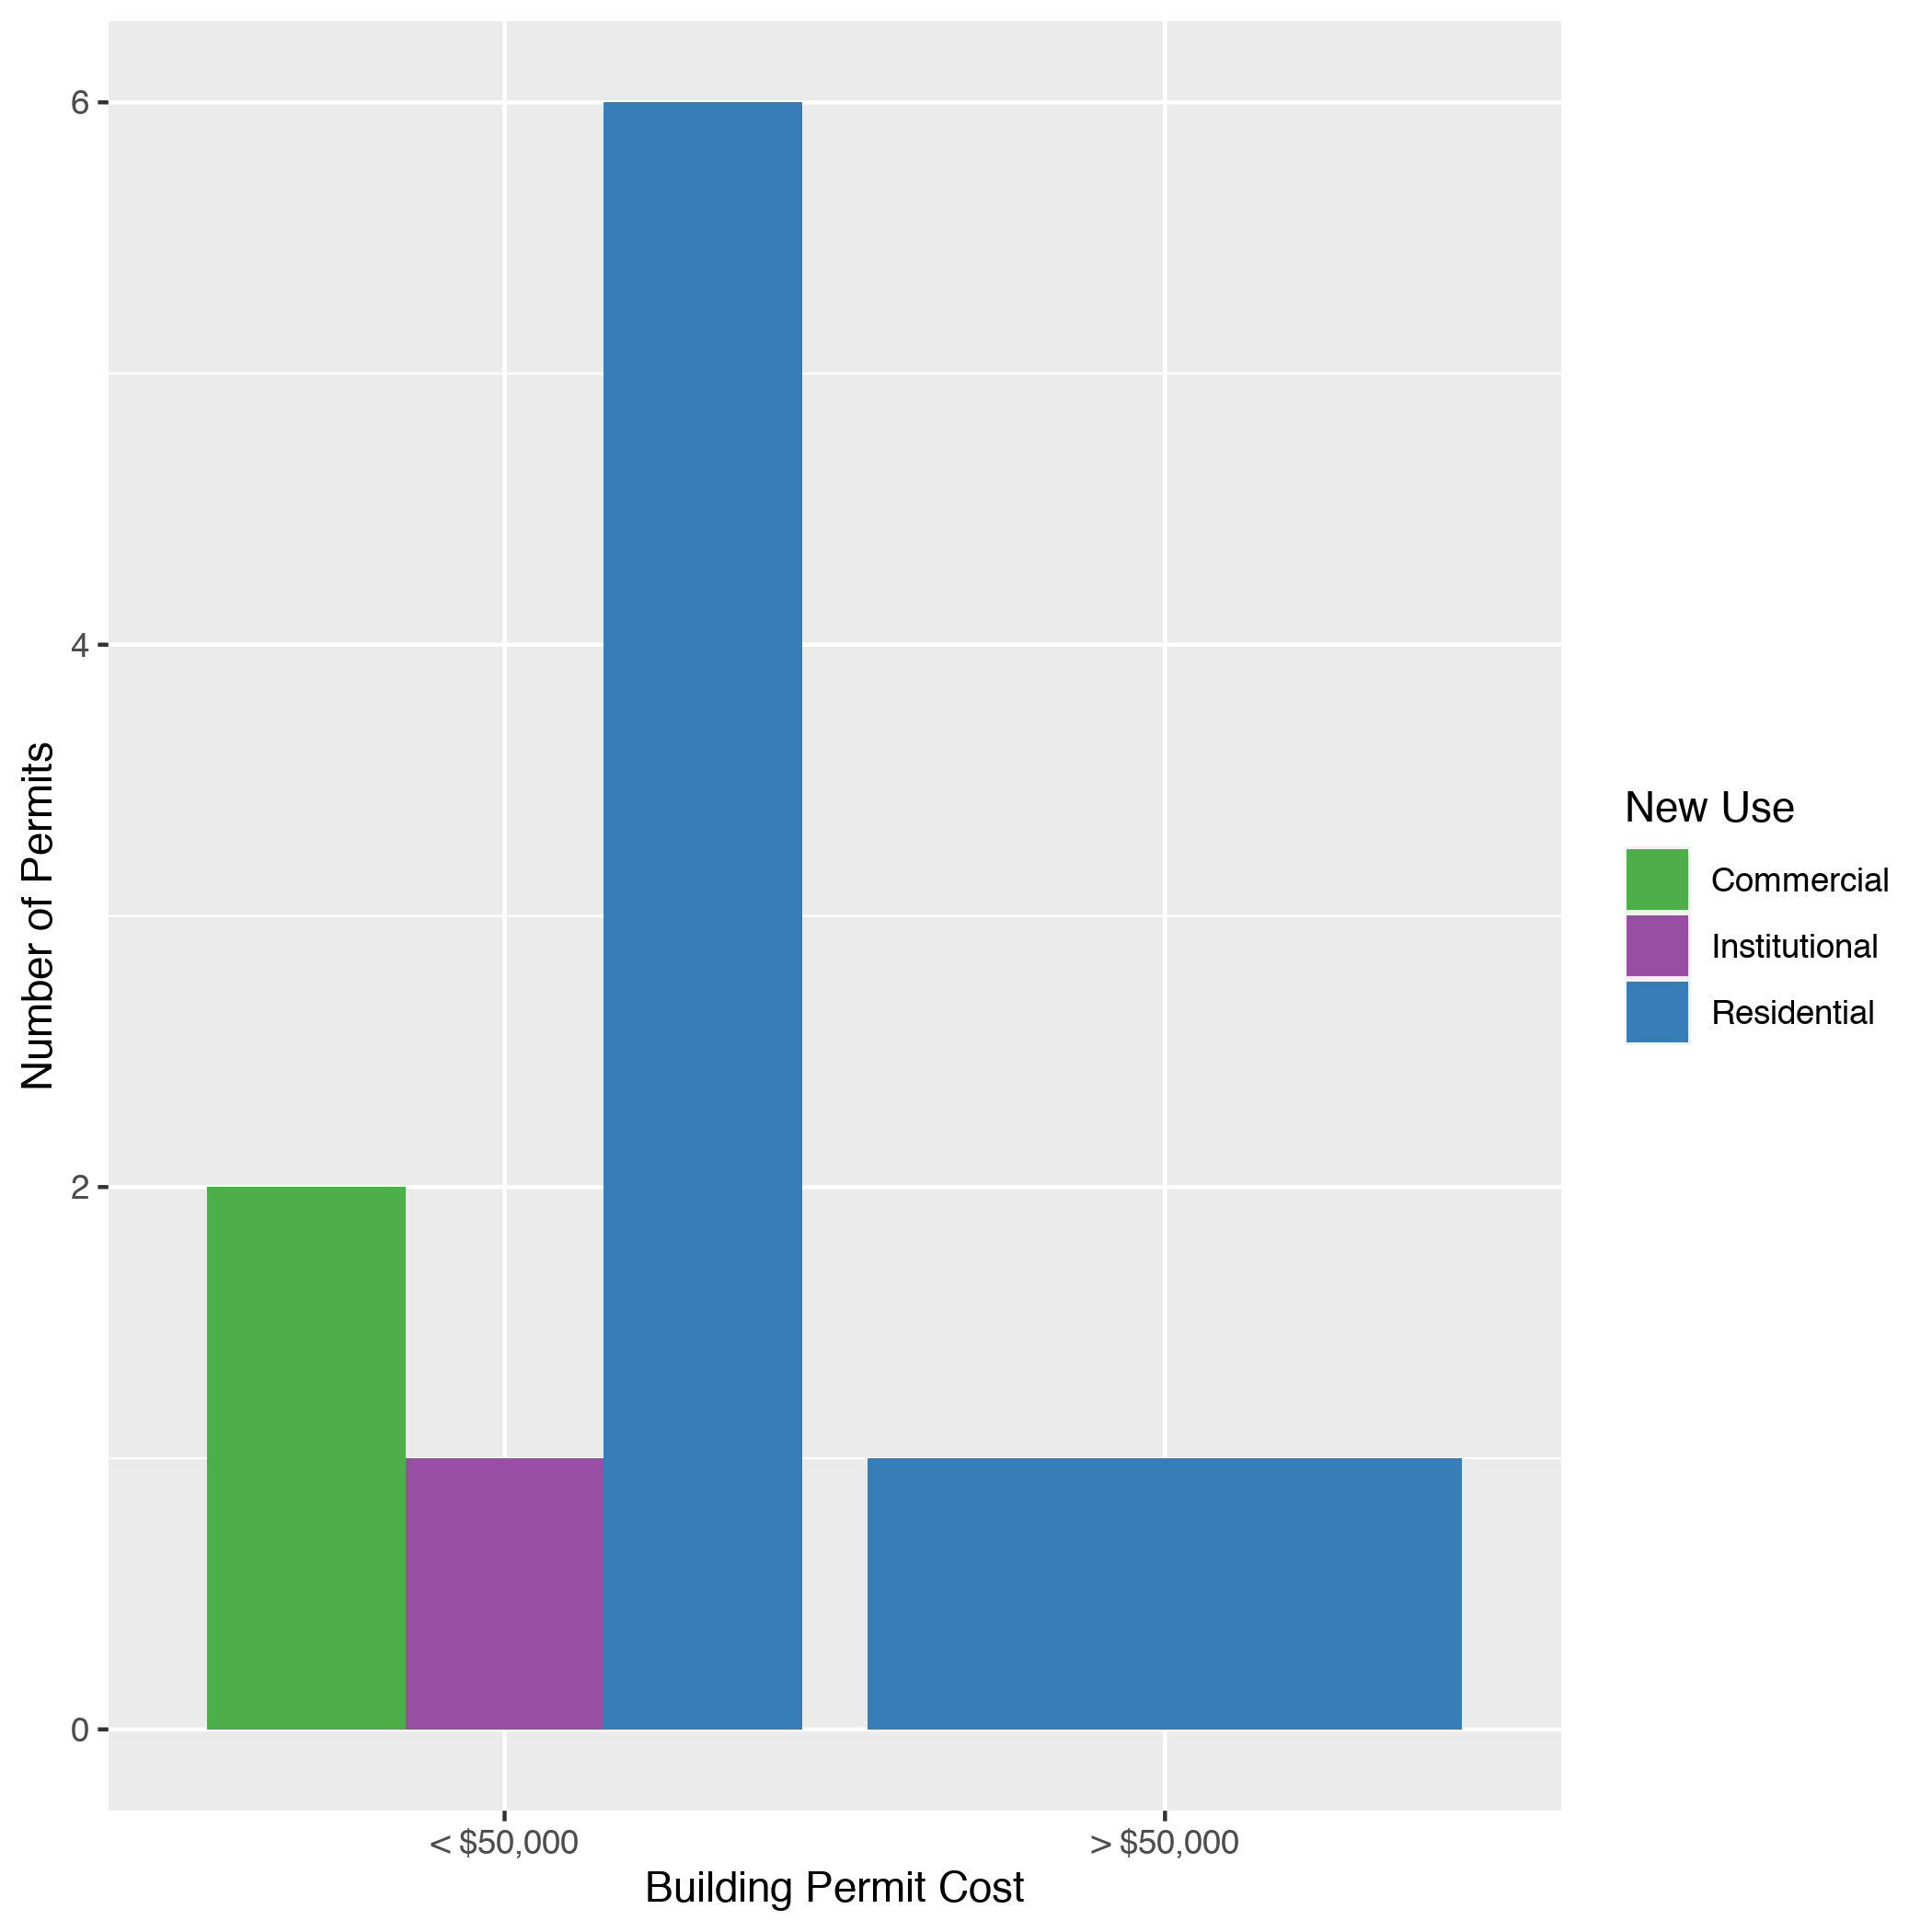 6
4
2
0
Number of Permits
< $50,000
> $50,000
Building Permit Cost
New Use
Commercial
Institutional
Residential